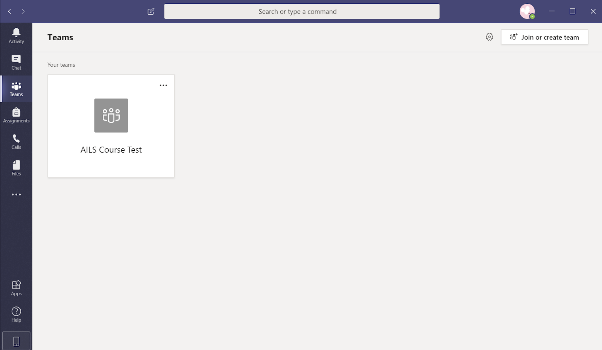 Search or type a command
Activity
Chat
Teams
Assignments
Calls
Files
Apps
Help
Teams
Join or create team
Your teams
AILS Course Test